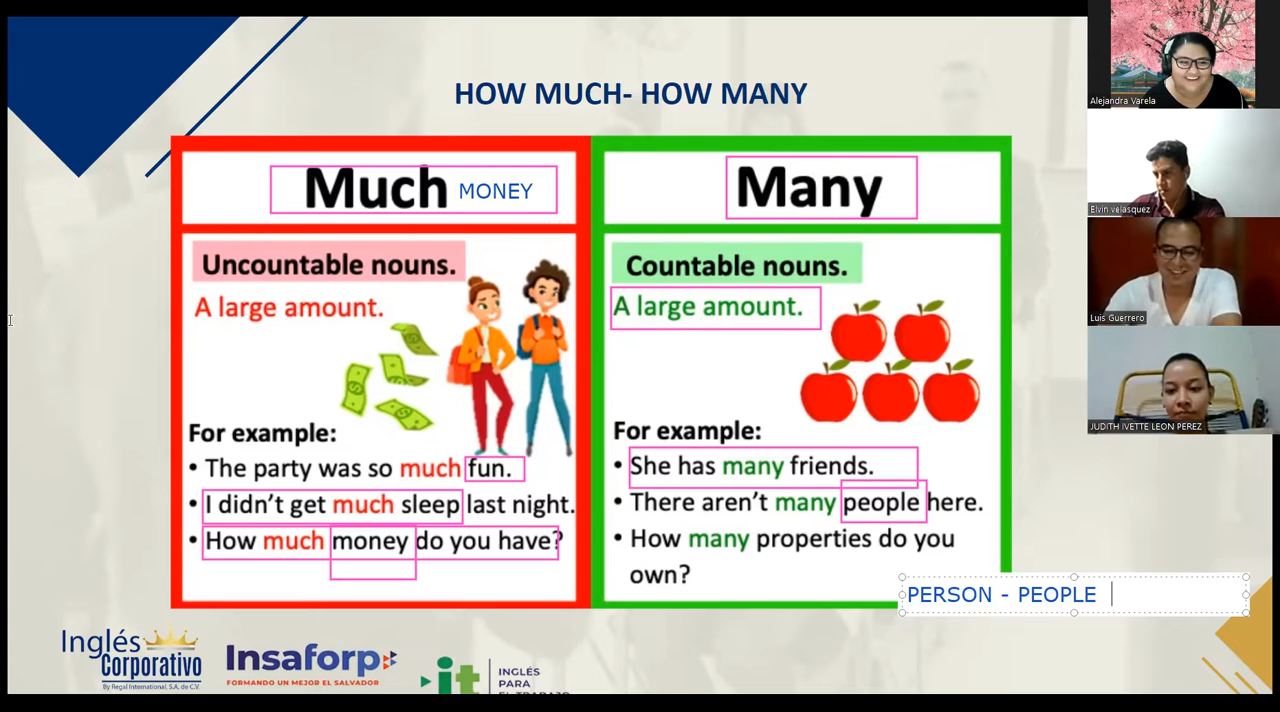 HOW MUCH- HOW MANY
Much MONEY
Uncountable nouns.
A large amount.
For example:
• The party was so much fun.
• I didn't get much sleep last night.
• How much money do you have?
Many
Countable nouns.
A large amount.
For example:
• She has many friends.
• There aren't many people here.
• How many properties do you
own?
PERSON - PEOPLE
Inglés
Corporativo
By Regal International, S.A. de C.V.
Insaforp
FORMANDO UN MEJOR EL SALVADOR
it
INGLÉS
PARA
EL TRABAJO
Alejandra Varela
Elvin velasquez
Luis Guerrero
JUDITH IVETTE LEON PEREZ